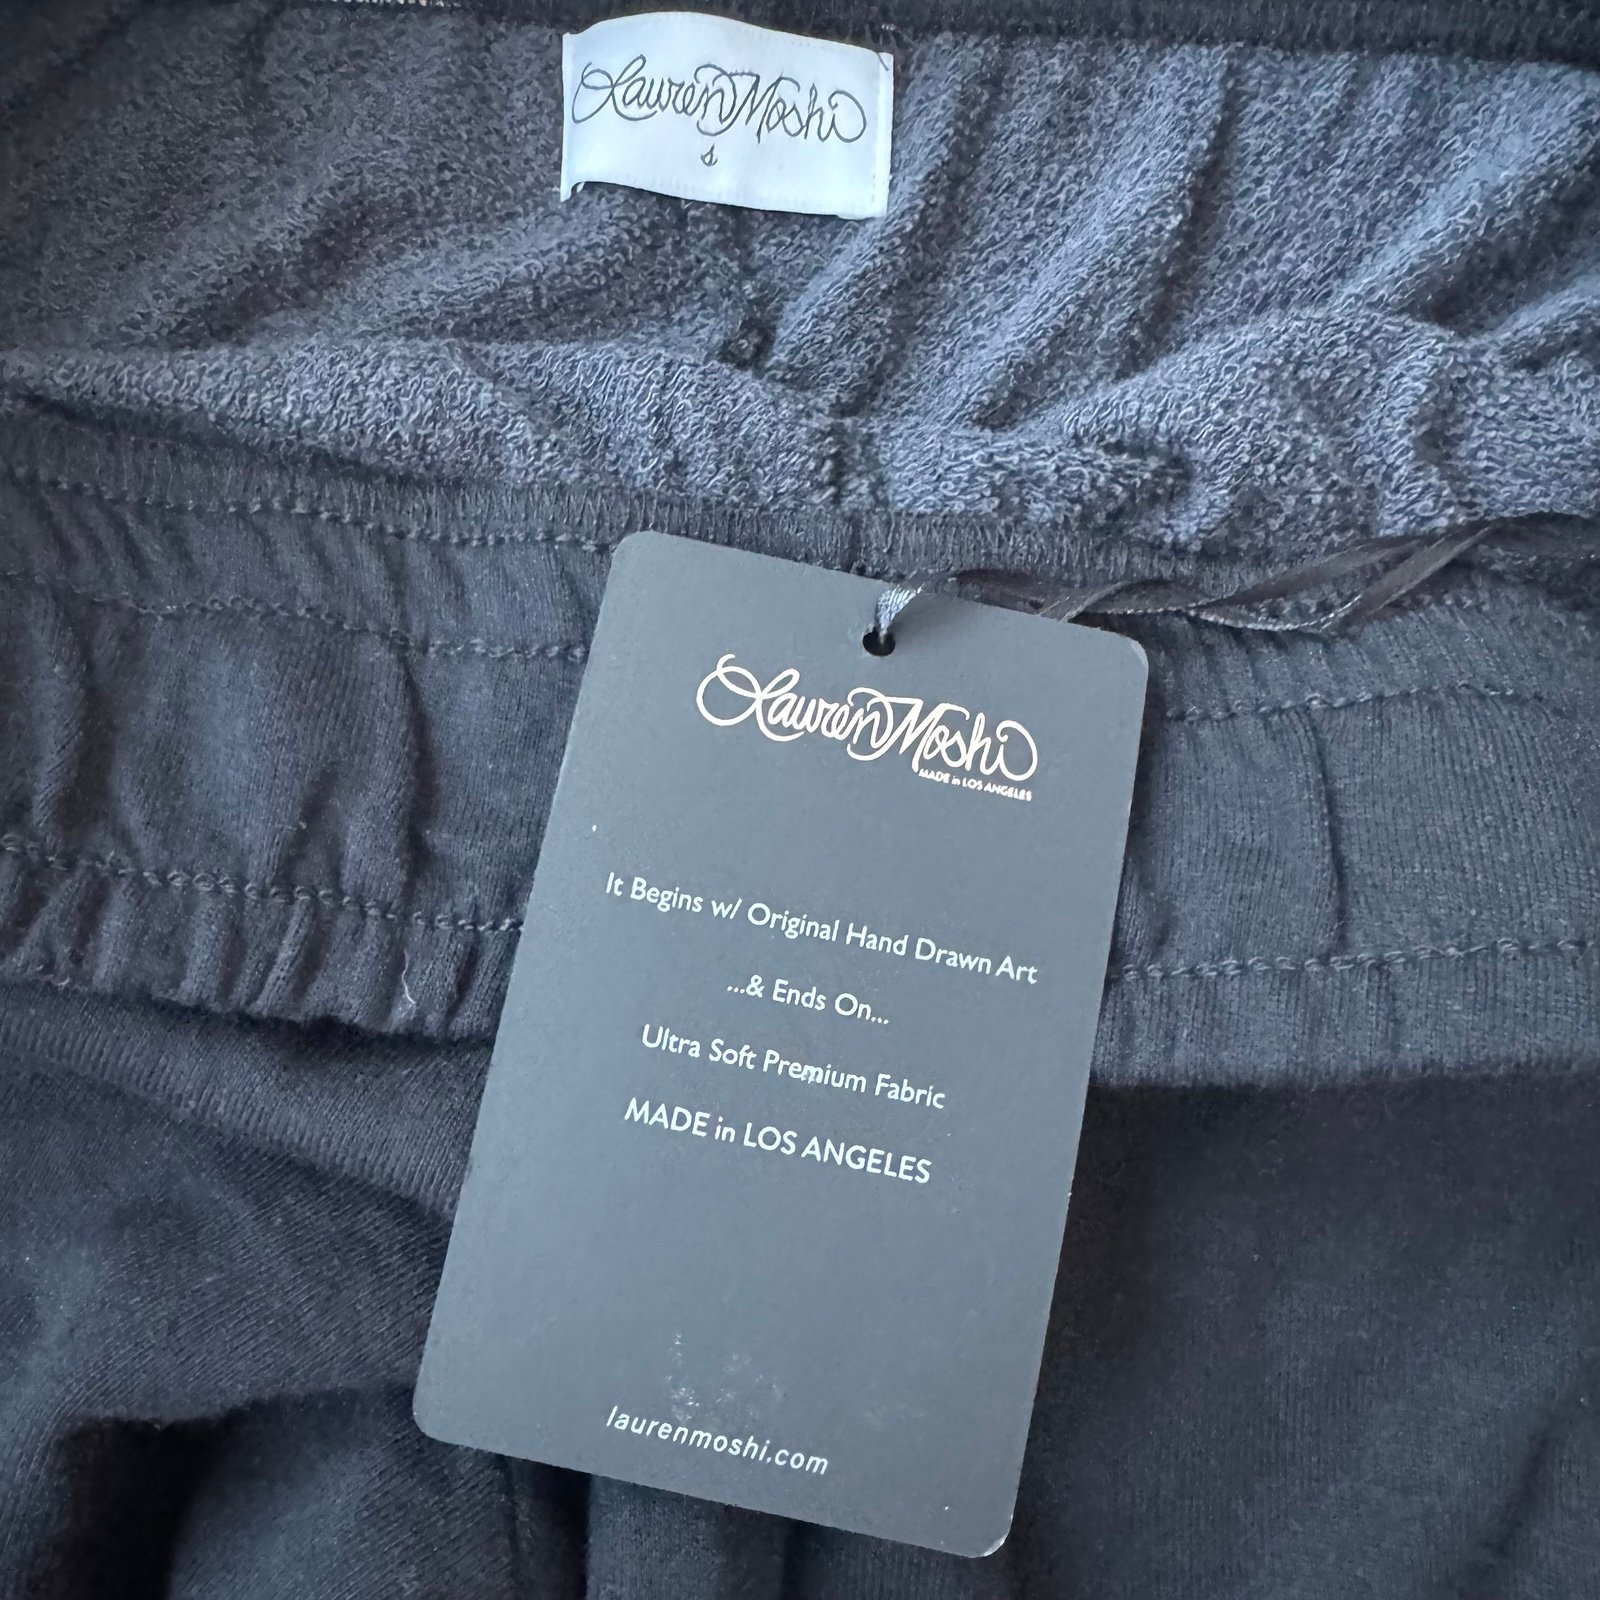 Lauren Moshi
S
Lauren Moshi
MADE in LOS ANGELES
It Begins w/ Original Hand Drawn Art
...& Ends On...
Ultra Soft Premium Fabric
MADE in LOS ANGELES
laurenmoshi.com